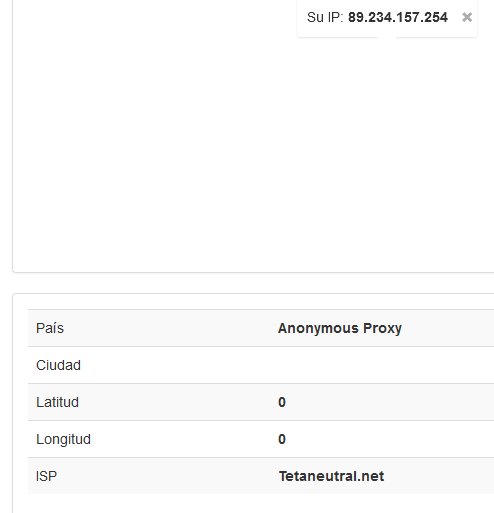 Su IP: 89.234.157.254 ×
País Anonymous Proxy
Ciudad
Latitud 0
Longitud 0
ISP Tetaneutral.net